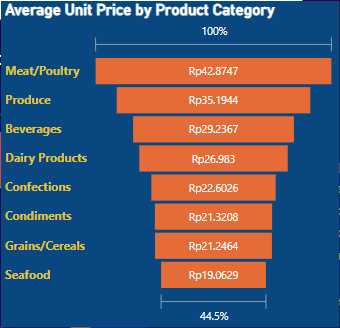 Average Unit Price by Product Category
100%
Meat/Poultry Rp42.8747
Produce Rp35.1944
Beverages Rp29.2367
Dairy Products Rp26.983
Confections Rp22.6026
Condiments Rp21.3208
Grains/Cereals Rp21.2464
Seafood Rp19.0629
44.5%